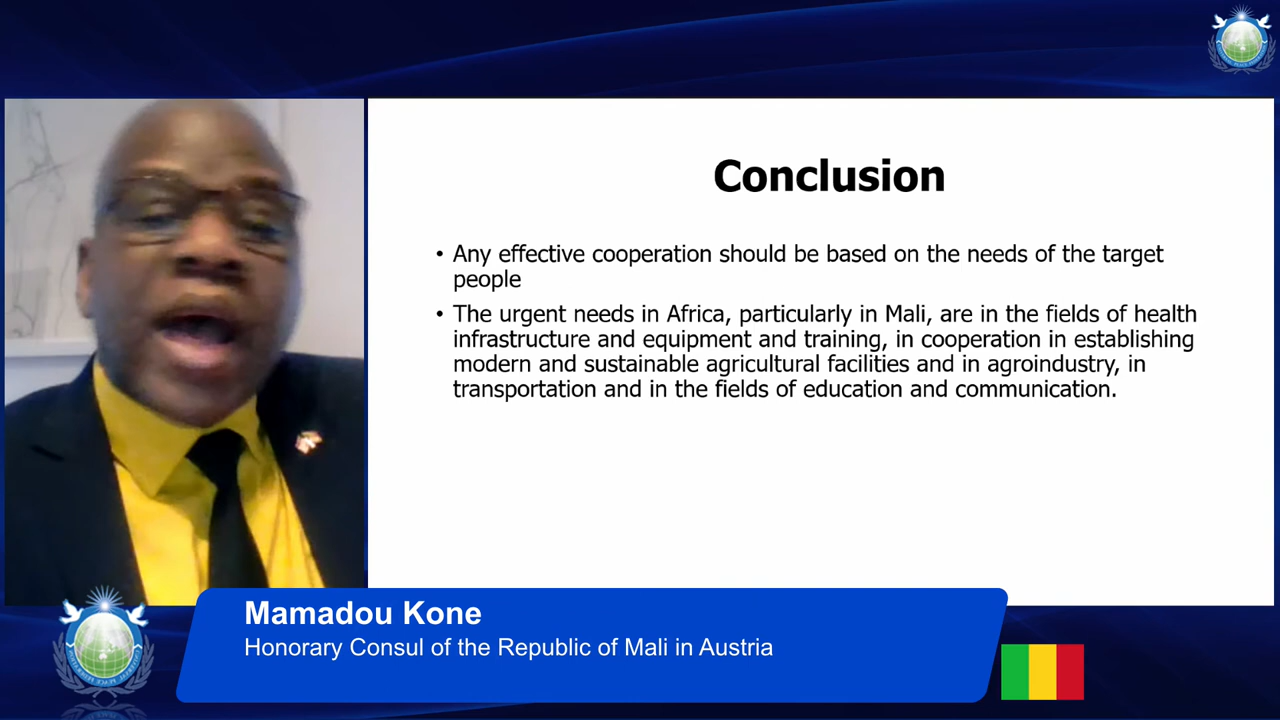 Conclusion
• Any effective cooperation should be based on the needs of the target
people
• The urgent needs in Africa, particularly in Mali, are in the fields of health
infrastructure and equipment and training, in cooperation in establishing
modern and sustainable agricultural facilities and in agroindustry, in
transportation and in the fields of education and communication.
Mamadou Kone
Honorary Consul of the Republic of Mali in Austria